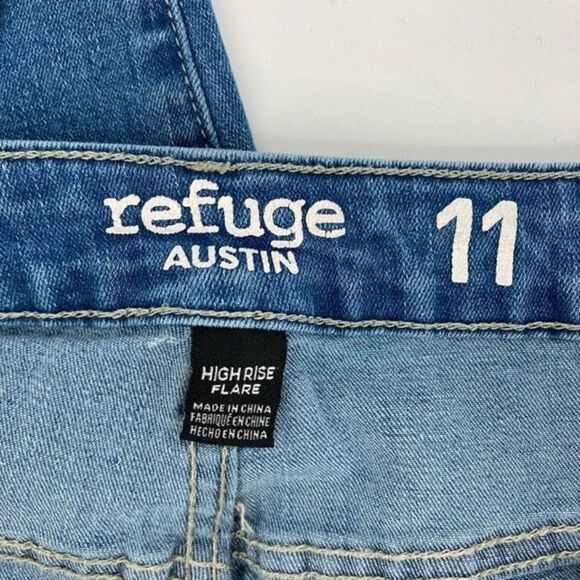 refuge 11
AUSTIN
HIGH RISE
FLARE
MADE IN CHINA
FABRIQUÉ EN CHINE
HECHO EN CHINA